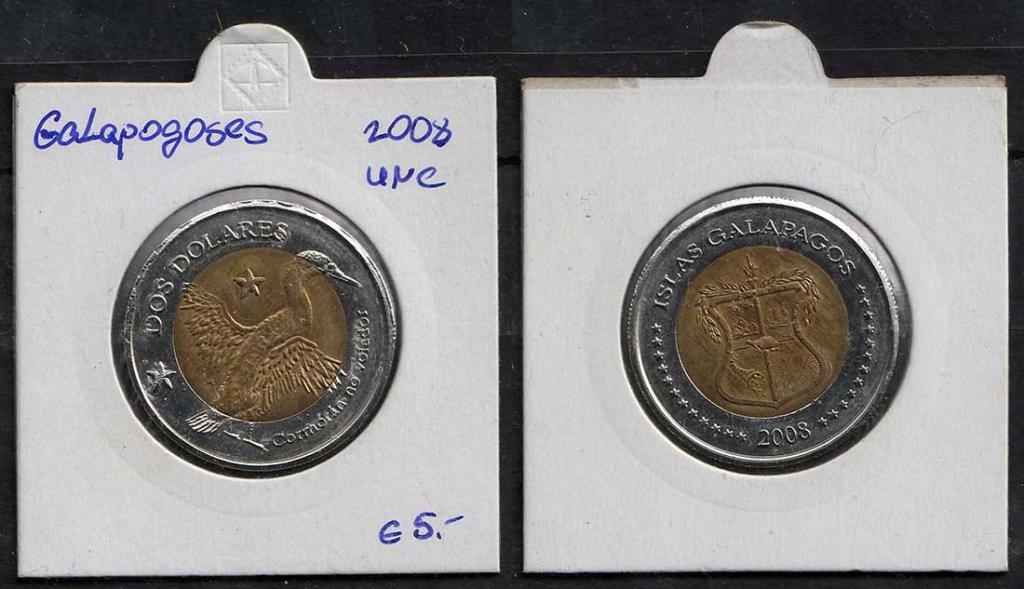 Galapogoses 2008
UNC
DOS DOLARES
Cormorán no volador
€ 5.-
ISLAS GALAPAGOS
2008